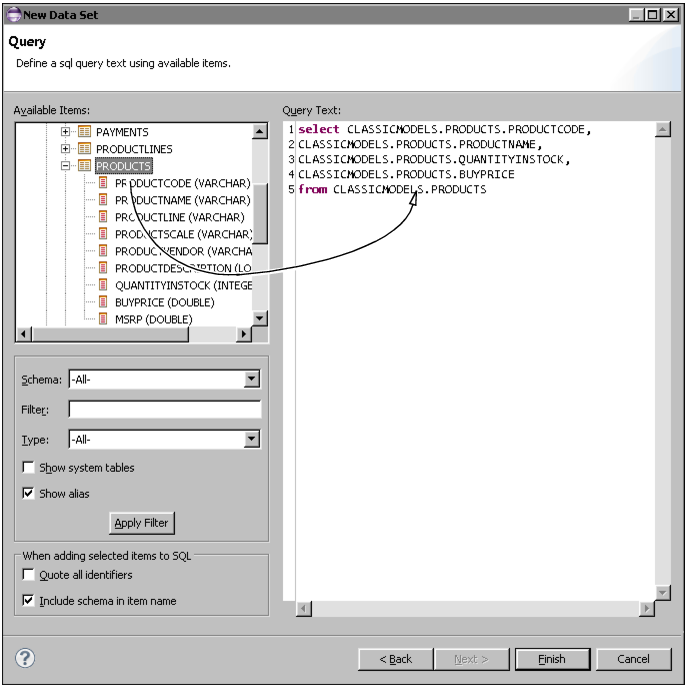 New Data Set
Query
Define a sql query text using available items.
Available Items:
PAYMENTS
PRODUCTLINES
PRODUCTS
PRODUCTCODE (VARCHAR)
PRODUCTNAME (VARCHAR)
PRODUCTLINE (VARCHAR)
PRODUCTSCALE (VARCHAR)
PRODUCTVENDOR (VARCHA
PRODUCTDESCRIPTION (LO
QUANTITYINSTOCK (INTEGE
BUYPRICE (DOUBLE)
MSRP (DOUBLE)
Schema: -All-
Filter:
Type: -All-
Show system tables
Show alias
Apply Filter
When adding selected items to SQL
Quote all identifiers
Include schema in item name
Query Text:
1 select CLASSICMODELS.PRODUCTS.PRODUCTCODE,
2 CLASSICMODELS.PRODUCTS.PRODUCTNAME,
3 CLASSICMODELS.PRODUCTS.QUANTITYINSTOCK,
4 CLASSICMODELS.PRODUCTS.BUYPRICE
5 from CLASSICMODELS.PRODUCTS
?
< Back
Next >
Finish
Cancel